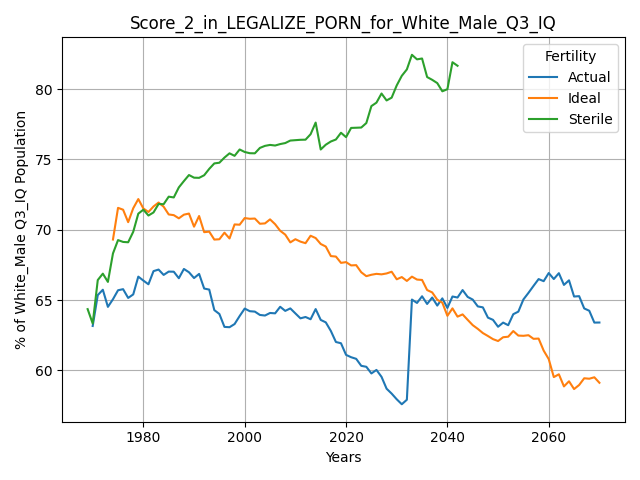 Score_2_in_LEGALIZE_PORN_for_White_Male_Q3_IQ
% of White_Male Q3_IQ Population
80
75
70
65
60
Fertility
Actual
Ideal
Sterile
1980
2000
2020
2040
2060
Years